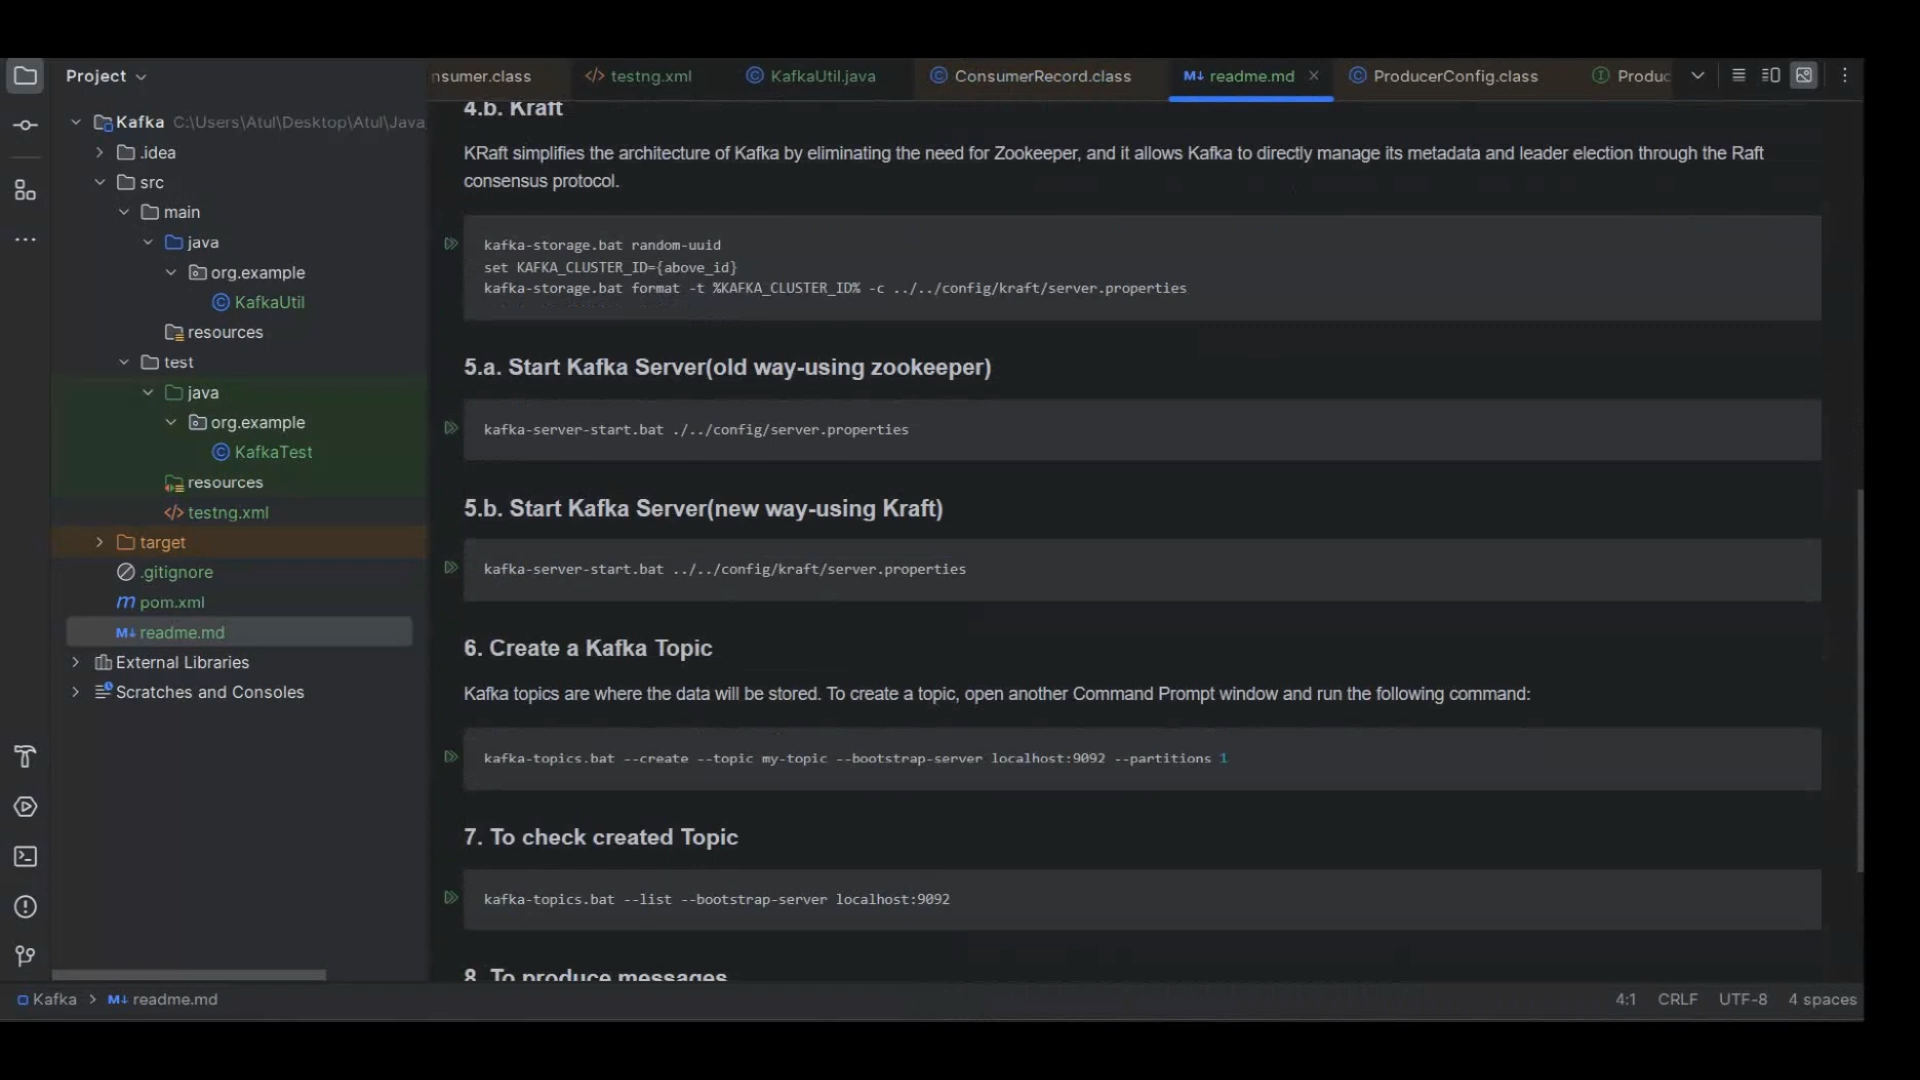 Project
nsumer.class
testng.xml
KafkaUtil.java
ConsumerRecord.class
readme.md
ProducerConfig.class
Produc
Kafka C:\Users\Atul\Desktop\Atul\Java
.idea
src
main
java
org.example
KafkaUtil
resources
test
java
org.example
KafkaTest
resources
testng.xml
target
.gitignore
pom.xml
readme.md
External Libraries
Scratches and Consoles
4.b. Kraft
KRaft simplifies the architecture of Kafka by eliminating the need for Zookeeper, and it allows Kafka to directly manage its metadata and leader election through the Raft
consensus protocol.
kafka-storage.bat random-uuid
set KAFKA_CLUSTER_ID={above_id}
kafka-storage.bat format -t %KAFKA_CLUSTER_ID% -c ../../config/kraft/server.properties
5.a. Start Kafka Server(old way-using zookeeper)
kafka-server-start.bat ./../config/server.properties
5.b. Start Kafka Server(new way-using Kraft)
kafka-server-start.bat ../../config/kraft/server.properties
6. Create a Kafka Topic
Kafka topics are where the data will be stored. To create a topic, open another Command Prompt window and run the following command:
kafka-topics.bat --create --topic my-topic --bootstrap-server localhost:9092 --partitions 1
7. To check created Topic
kafka-topics.bat --list --bootstrap-server localhost:9092
8. To produce messages
Kafka > M↓ readme.md
4:1 CRLF UTF-8 4 spaces